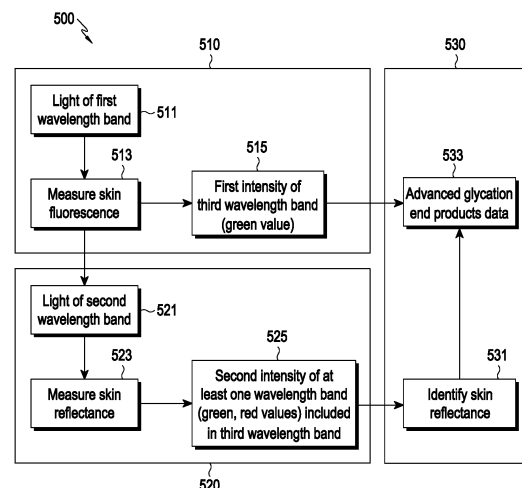 500
510
530
Light of first
wavelength band
511
513
Measure skin
fluorescence
515
First intensity of
third wavelength band
(green value)
533
Advanced glycation
end products data
Light of second
wavelength band
521
523
Measure skin
reflectance
525
Second intensity of at
least one wavelength band
(green, red values) included
in third wavelength band
531
Identify skin
reflectance
520